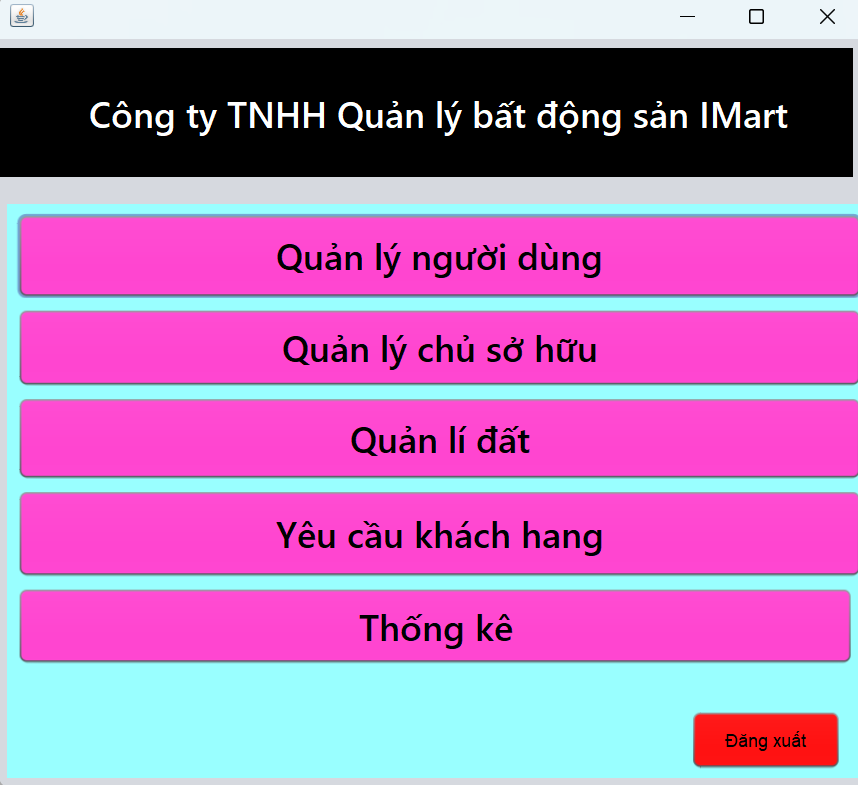 Công ty TNHH Quản lý bất động sản IMart
Quản lý người dùng
Quản lý chủ sở hữu
Quản lí đất
Yêu cầu khách hang
Thống kê
Đăng xuất